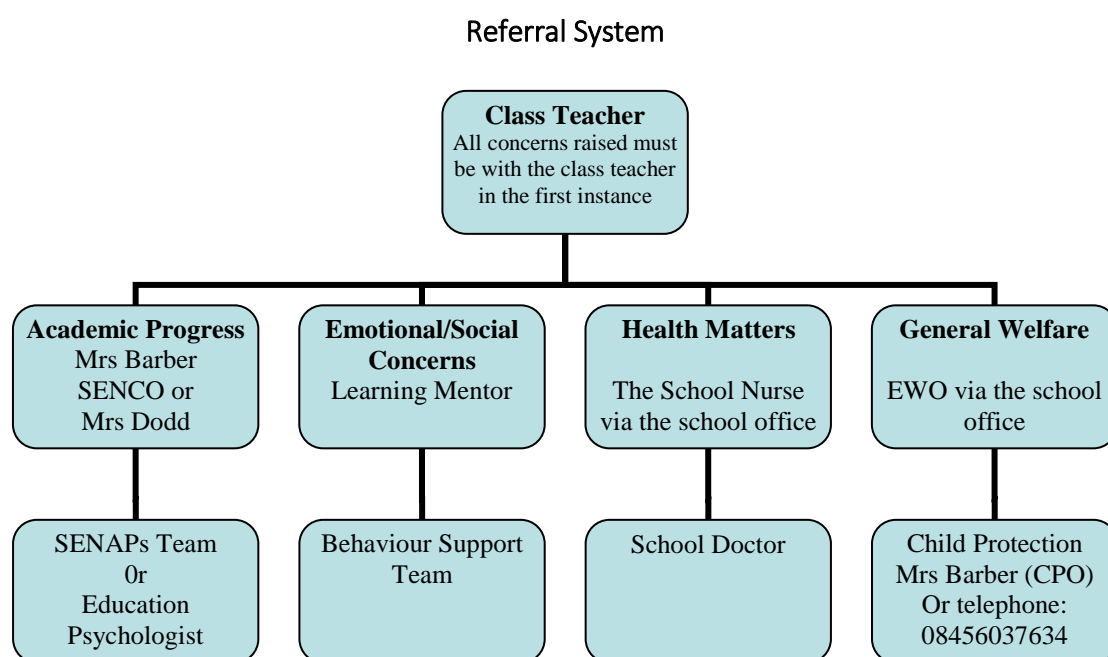 Referral System
Class Teacher
All concerns raised must
be with the class teacher
in the first instance
Academic Progress
Mrs Barber
SENCO or
Mrs Dodd
Emotional/Social
Concerns
Learning Mentor
Health Matters
The School Nurse
via the school office
General Welfare
EWO via the school
office
SENAPs Team
0r
Education
Psychologist
Behaviour Support
Team
School Doctor
Child Protection
Mrs Barber (CPO)
Or telephone:
08456037634